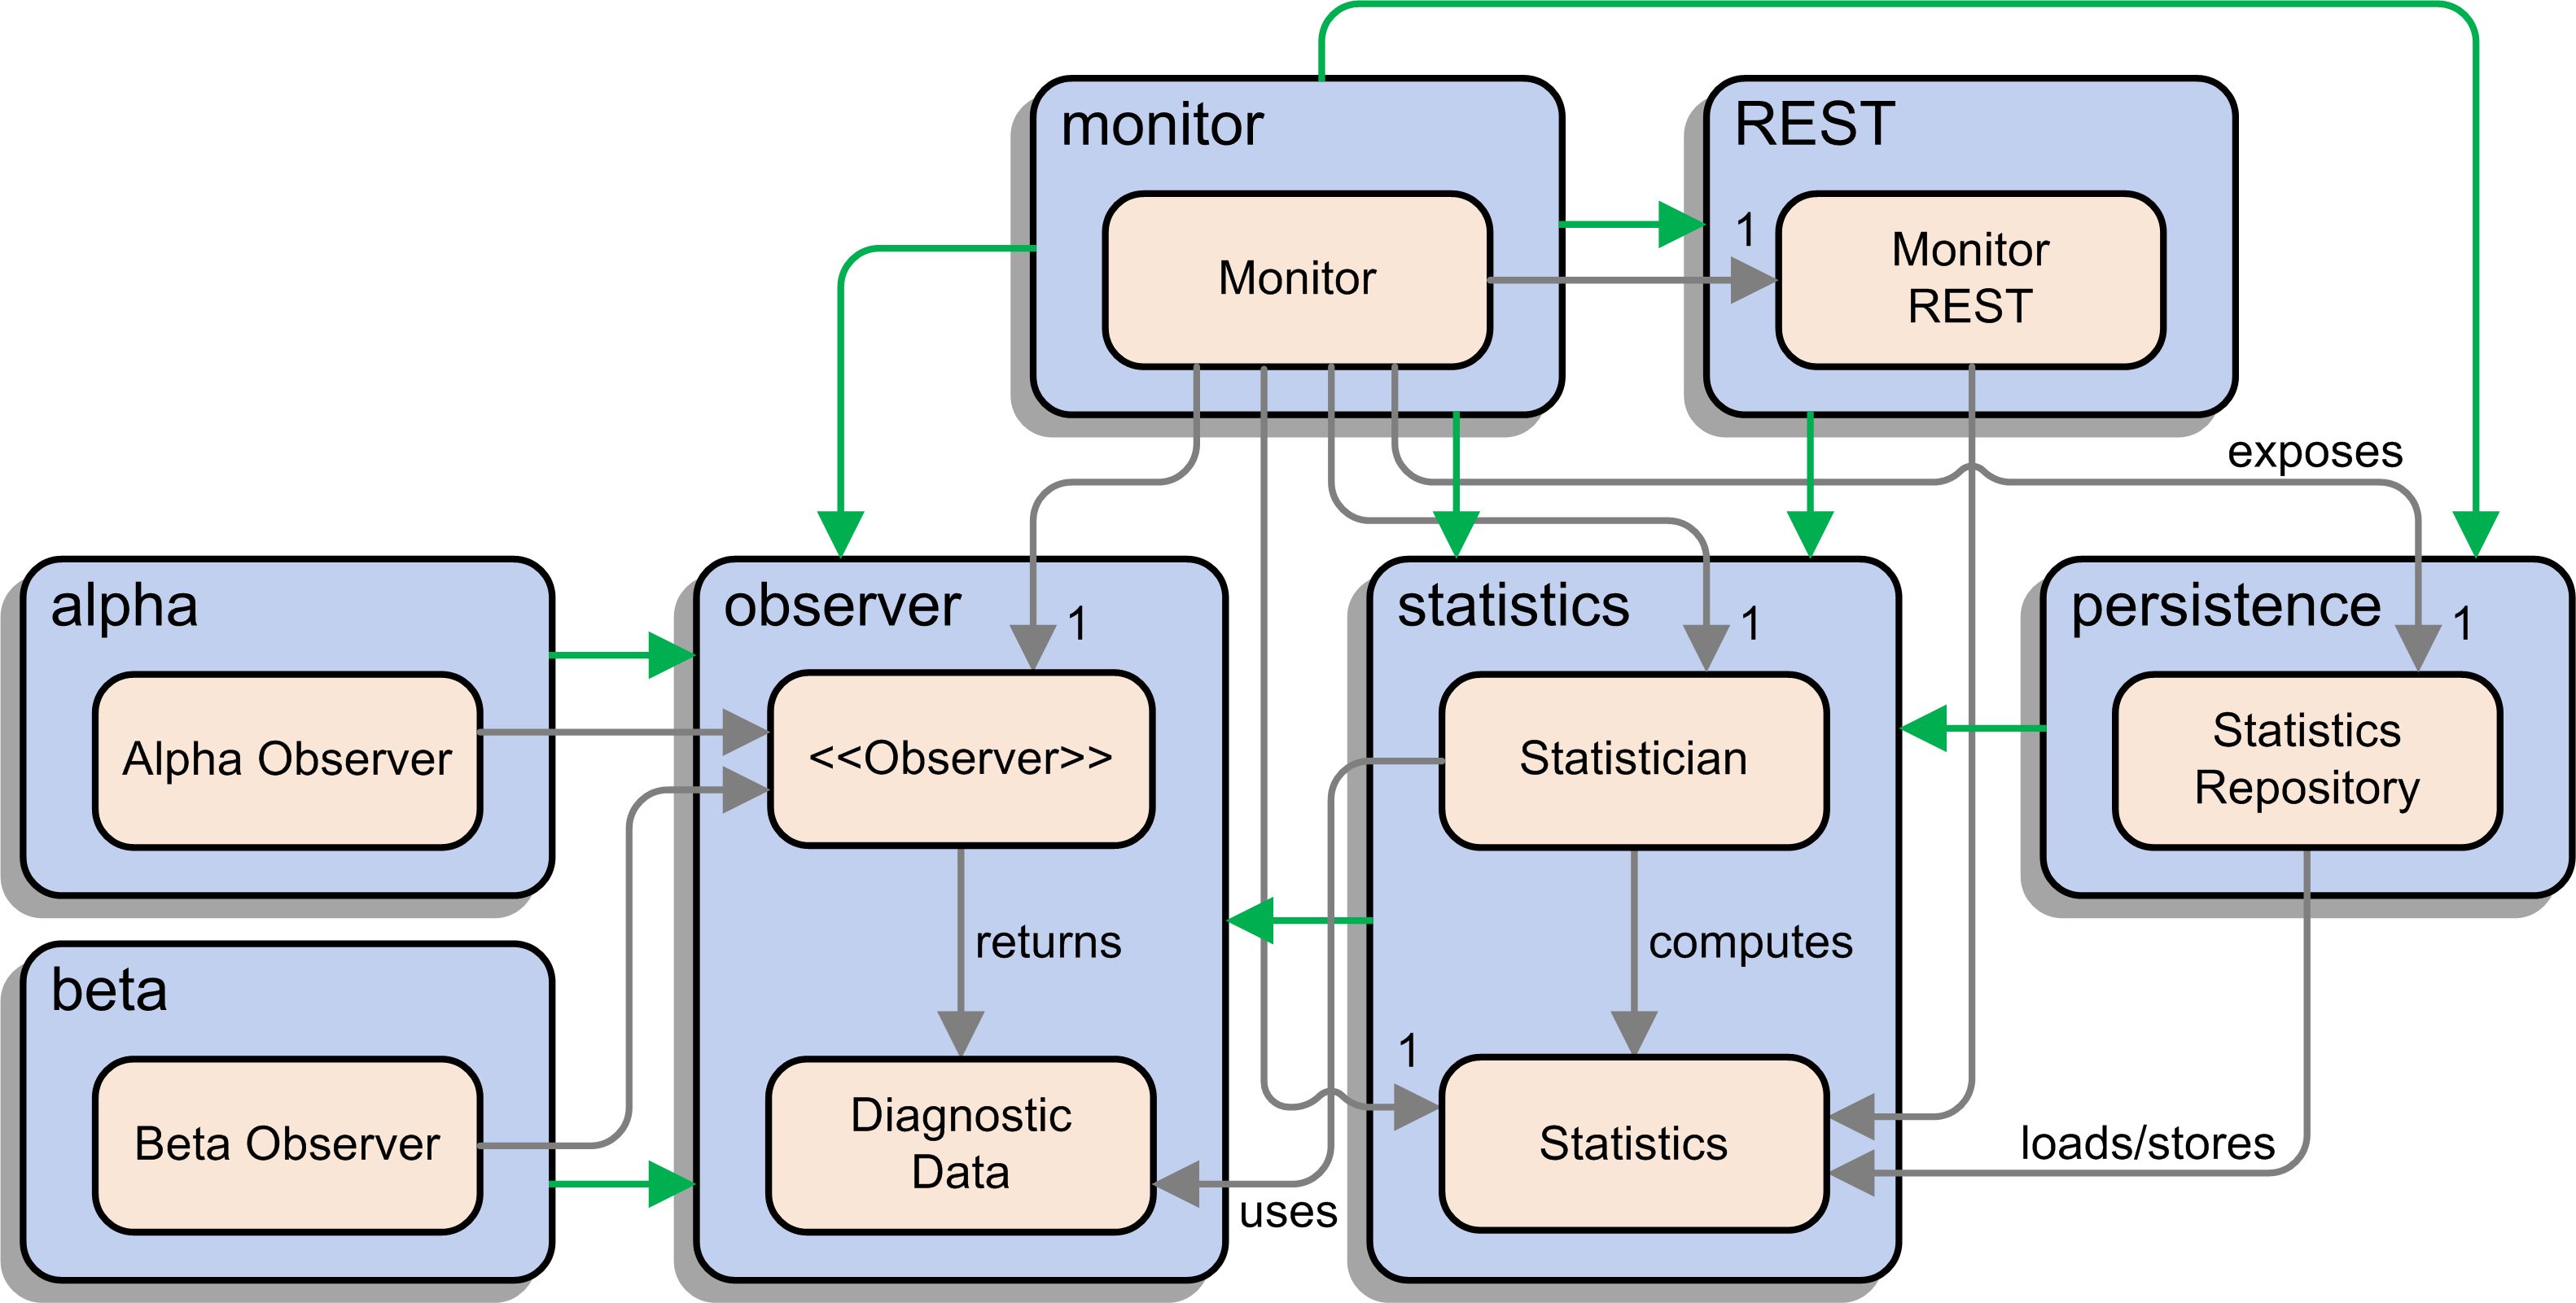 monitor
REST
Monitor
1
Monitor
REST
exposes
alpha
observer
1
statistics
1
persistence
1
Alpha Observer
<<Observer>>
Statistician
Statistics
Repository
returns
computes
beta
1
Beta Observer
Diagnostic
Data
Statistics
loads/stores
uses